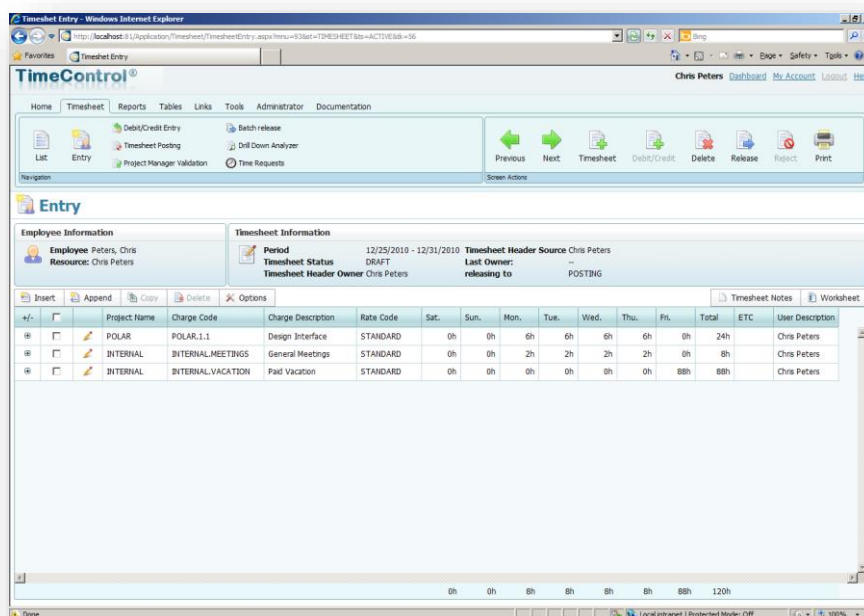 Timeshet Entry - Windows Internet Explorer
http://localhost:81/Application/Timesheet/TimesheetEntry.aspx?mnu=93&st=TIMESHEET&ts=ACTIVE&tk=56
Bing
Favorites Timeshet Entry
Page Safety Tools
TimeControl®
Chris Peters Dashboard My Account Logout
Home Timesheet Reports Tables Links Tools Administrator Documentation
Debit/Credit Entry Batch release
Timesheet Posting Drill Down Analyzer
Project Manager Validation Time Requests
List Entry
Previous Next Timesheet Debit/Credit Delete Release Reject Print
Navigation Screen Actions
Entry
Employee Information Timesheet Information
Employee Peters, Chris Period 12/25/2010 - 12/31/2010 Timesheet Header Source Chris Peters
Resource: Chris Peters Timesheet Status DRAFT Last Owner: --
Timesheet Header Owner Chris Peters releasing to POSTING
Insert Append Copy Delete Options Timesheet Notes Worksheet
+/- Project Name Charge Code Charge Description Rate Code Sat. Sun. Mon. Tue. Wed. Thu. Fri. Total ETC User Description
POLAR POLAR.1.1 Design Interface STANDARD 0h 0h 6h 6h 6h 6h 0h 24h Chris Peters
INTERNAL INTERNAL.MEETINGS General Meetings STANDARD 0h 0h 2h 2h 2h 2h 0h 8h Chris Peters
INTERNAL INTERNAL.VACATION Paid Vacation STANDARD 0h 0h 0h 0h 0h 0h 88h 88h Chris Peters
0h 0h 8h 8h 8h 8h 88h 120h
Done Local intranet | Protected Mode: Off 100%